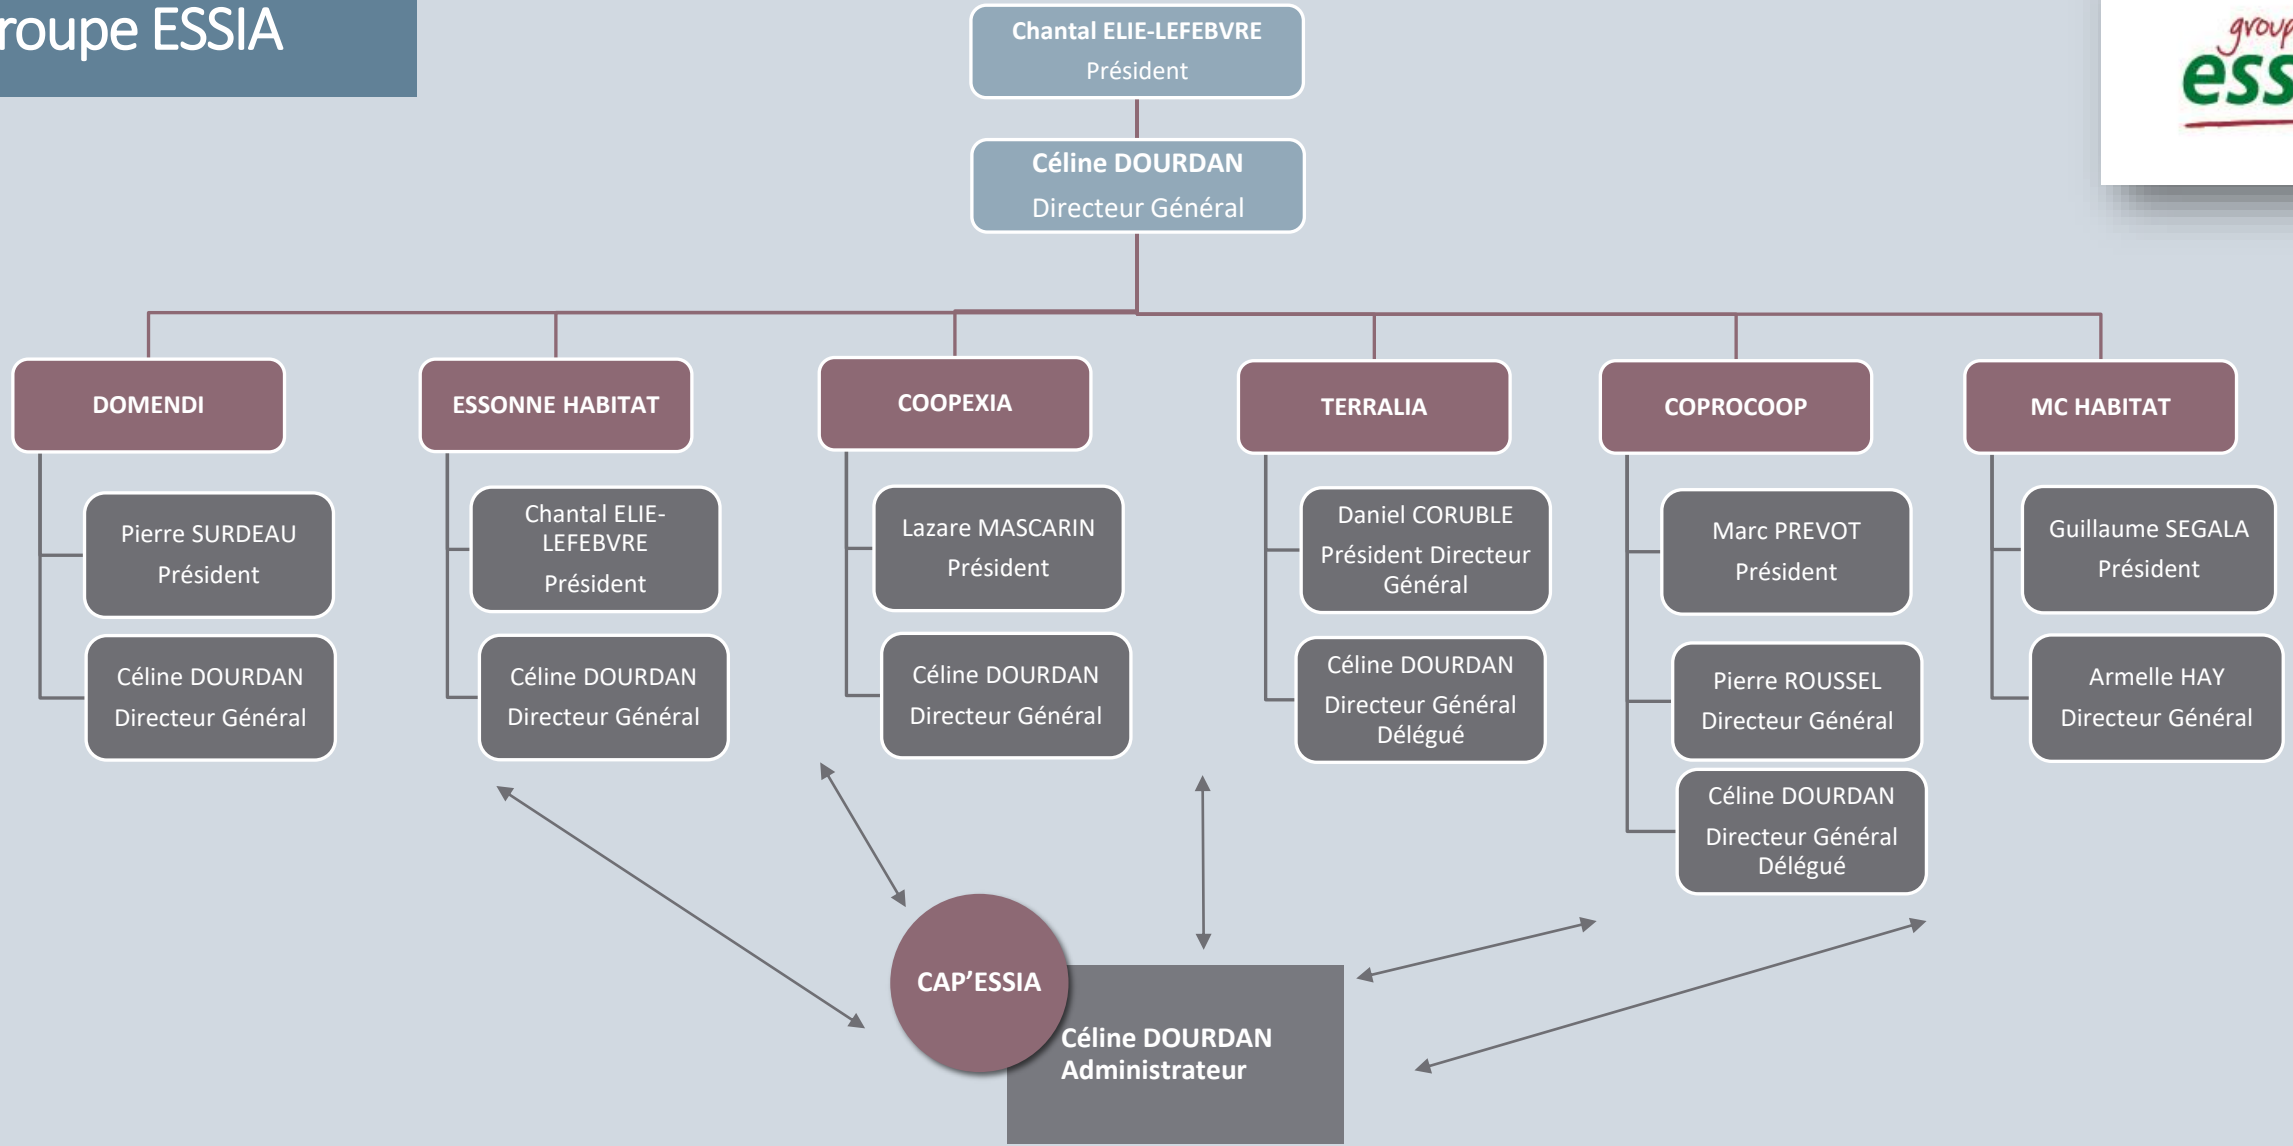 roupe ESSIA
group
ess
Chantal ELIE-LEFEBVRE
Président
Céline DOURDAN
Directeur Général
DOMENDI
ESSONNE HABITAT
COOPEXIA
TERRALIA
COPROCOOP
MC HABITAT
Pierre SURDEAU
Président
Céline DOURDAN
Directeur Général
Chantal ELIE-
LEFEBVRE
Président
Céline DOURDAN
Directeur Général
Lazare MASCARIN
Président
Céline DOURDAN
Directeur Général
Daniel CORUBLE
Président Directeur
Général
Céline DOURDAN
Directeur Général
Délégué
Marc PREVOT
Président
Pierre ROUSSEL
Directeur Général
Céline DOURDAN
Directeur Général
Délégué
Guillaume SEGALA
Président
Armelle HAY
Directeur Général
CAP’ESSIA
Céline DOURDAN
Administrateur